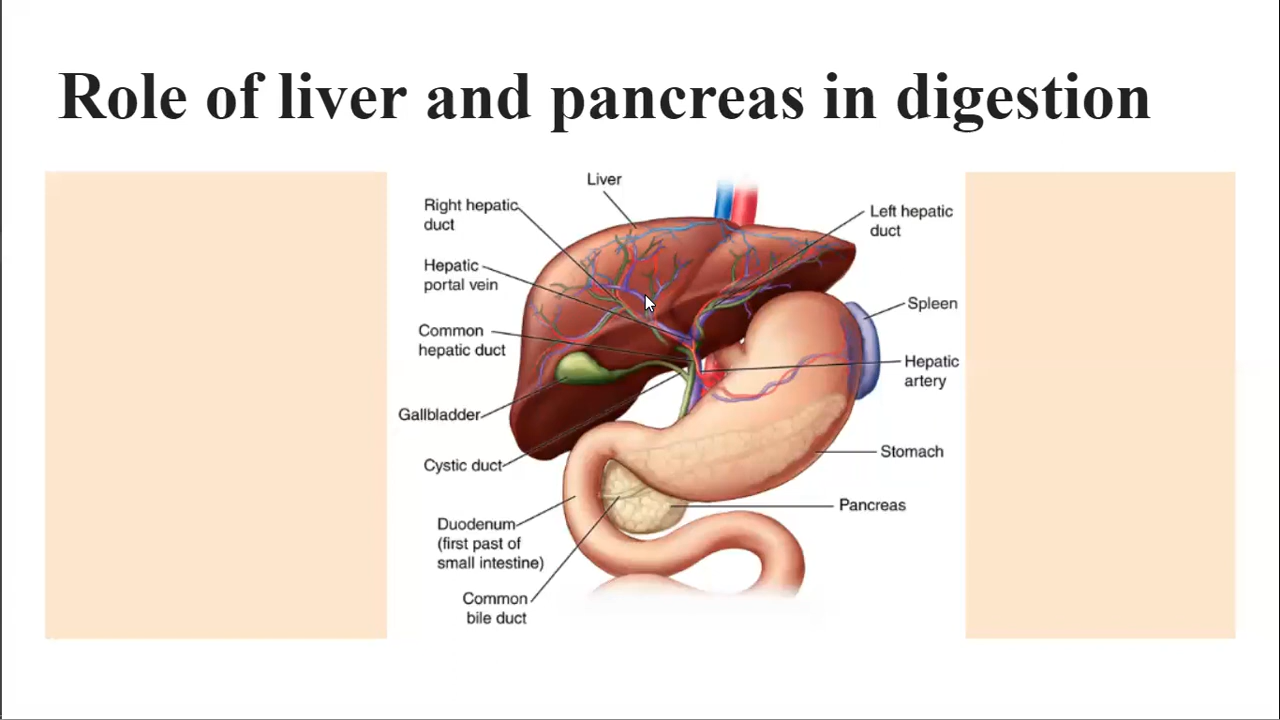 Role of liver and pancreas in digestion
Liver
Right hepatic
duct
Hepatic
portal vein
Common
hepatic duct
Gallbladder
Cystic duct
Duodenum
(first past of
small intestine)
Common
bile duct
Left hepatic
duct
Spleen
Hepatic
artery
Stomach
Pancreas